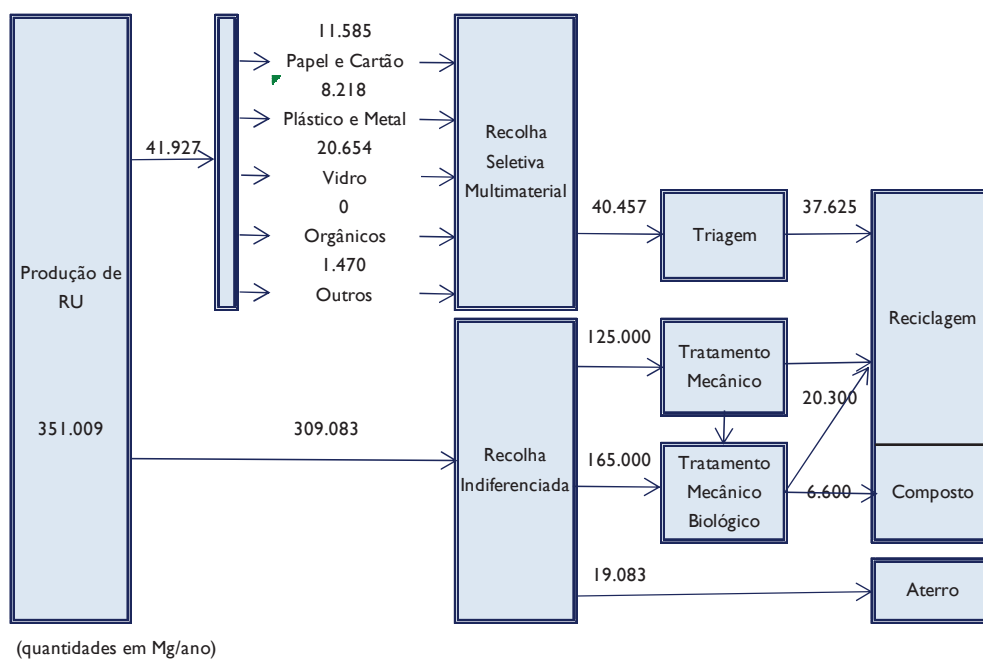 Produção de
RU
351.009
41.927
11.585
Papel e Cartão
8.218
Plástico e Metal
20.654
Vidro
0
Orgânicos
1.470
Outros
Recolha
Seletiva
Multimaterial
40.457
Triagem
37.625
Reciclagem
309.083
Recolha
Indiferenciada
125.000
Tratamento
Mecânico
20.300
165.000
Tratamento
Mecânico
Biológico
6.600
Composto
19.083
Aterro
(quantidades em Mg/ano)